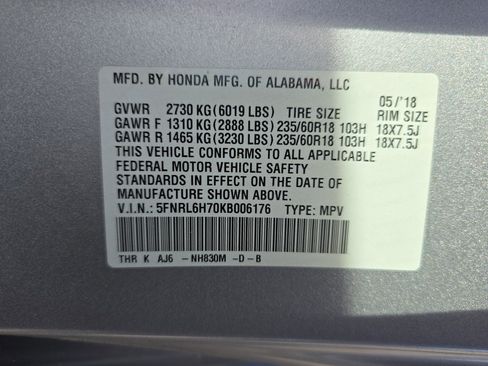 MFD. BY HONDA MFG. OF ALABAMA, LLC
05/'18
GVWR 2730 KG(6019 LBS) TIRE SIZE RIM SIZE
GAWR F 1310 KG(2888 LBS) 235/60R18 103H 18X7.5J
GAWR R 1465 KG(3230 LBS) 235/60R18 103H 18X7.5J
THIS VEHICLE CONFORMS TO ALL APPLICABLE
FEDERAL MOTOR VEHICLE SAFETY
STANDARDS IN EFFECT ON THE DATE OF
MANUFACTURE SHOWN ABOVE.
V.I.N.: 5FNRL6H70KB006176 TYPE: MPV
THR K AJ6 -NH830M -D-B